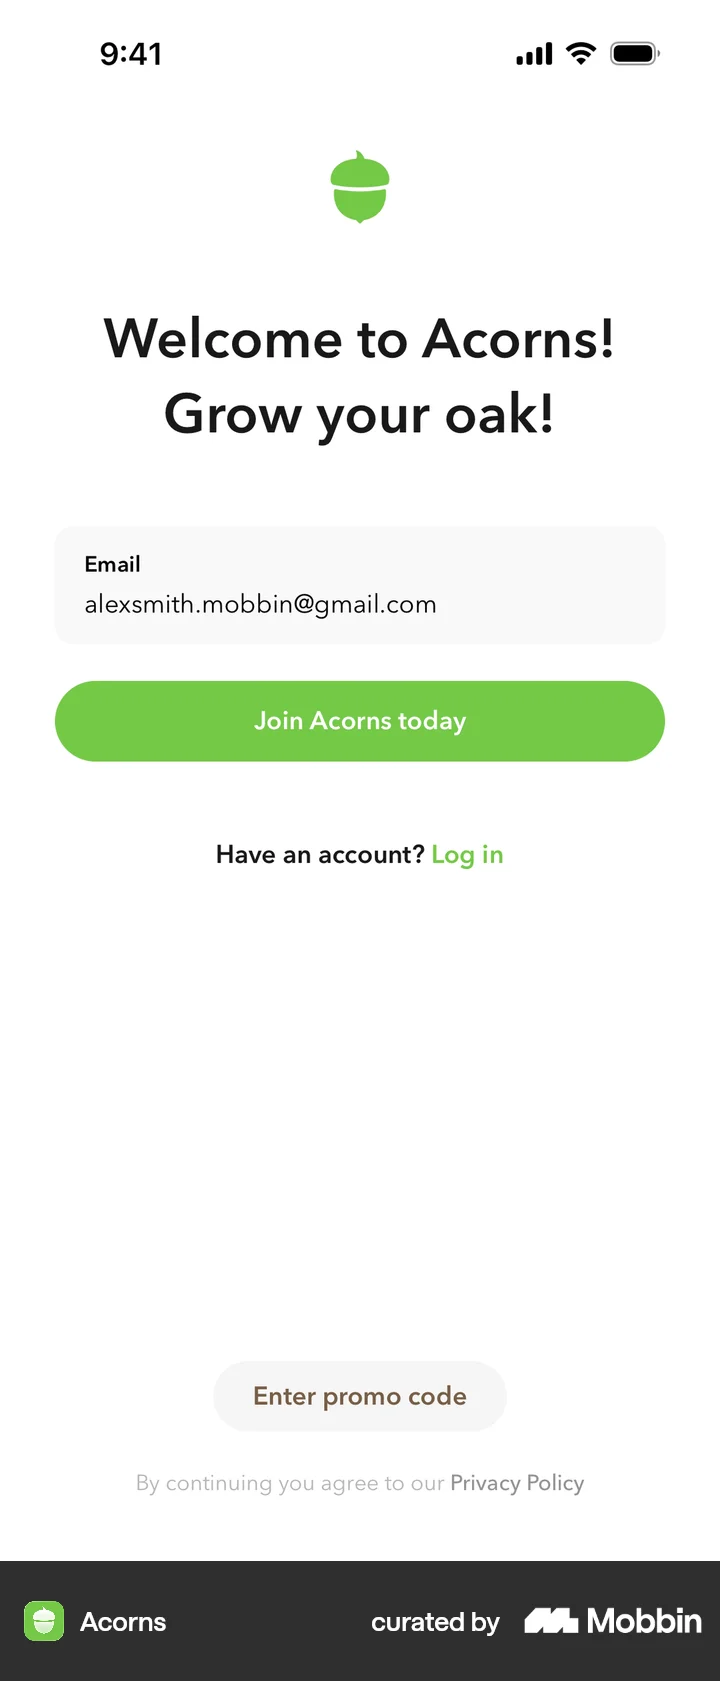 9:41
Welcome to Acorns!
Grow your oak!
Email
alexsmith.mobbin@gmail.com
Join Acorns today
Have an account? Log in
Enter promo code
By continuing you agree to our Privacy Policy
Acorns curated by Mobbin